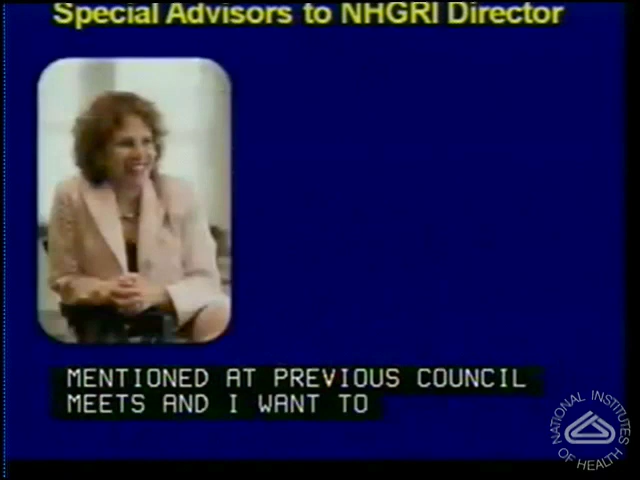 Special Advisors to NHGRI Director
MENTIONED AT PREVIOUS COUNCIL
MEETS AND I WANT TO
NATIONAL INSTITUTES
OF HEALTH